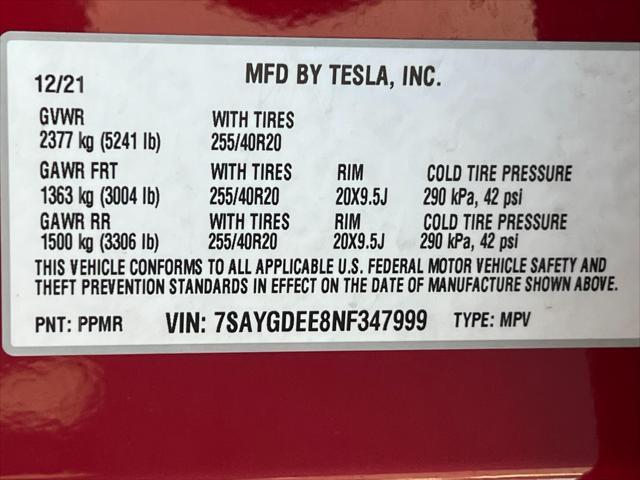 12/21 MFD BY TESLA, INC.
GVWR WITH TIRES
2377 kg (5241 lb) 255/40R20
GAWR FRT WITH TIRES RIM COLD TIRE PRESSURE
1363 kg (3004 lb) 255/40R20 20X9.5J 290 kPa, 42 psi
GAWR RR WITH TIRES RIM COLD TIRE PRESSURE
1500 kg (3306 lb) 255/40R20 20X9.5J 290 kPa, 42 psi
THIS VEHICLE CONFORMS TO ALL APPLICABLE U.S. FEDERAL MOTOR VEHICLE SAFETY AND
THEFT PREVENTION STANDARDS IN EFFECT ON THE DATE OF MANUFACTURE SHOWN ABOVE.
PNT: PPMR VIN: 7SAYGDEE8NF347999 TYPE: MPV